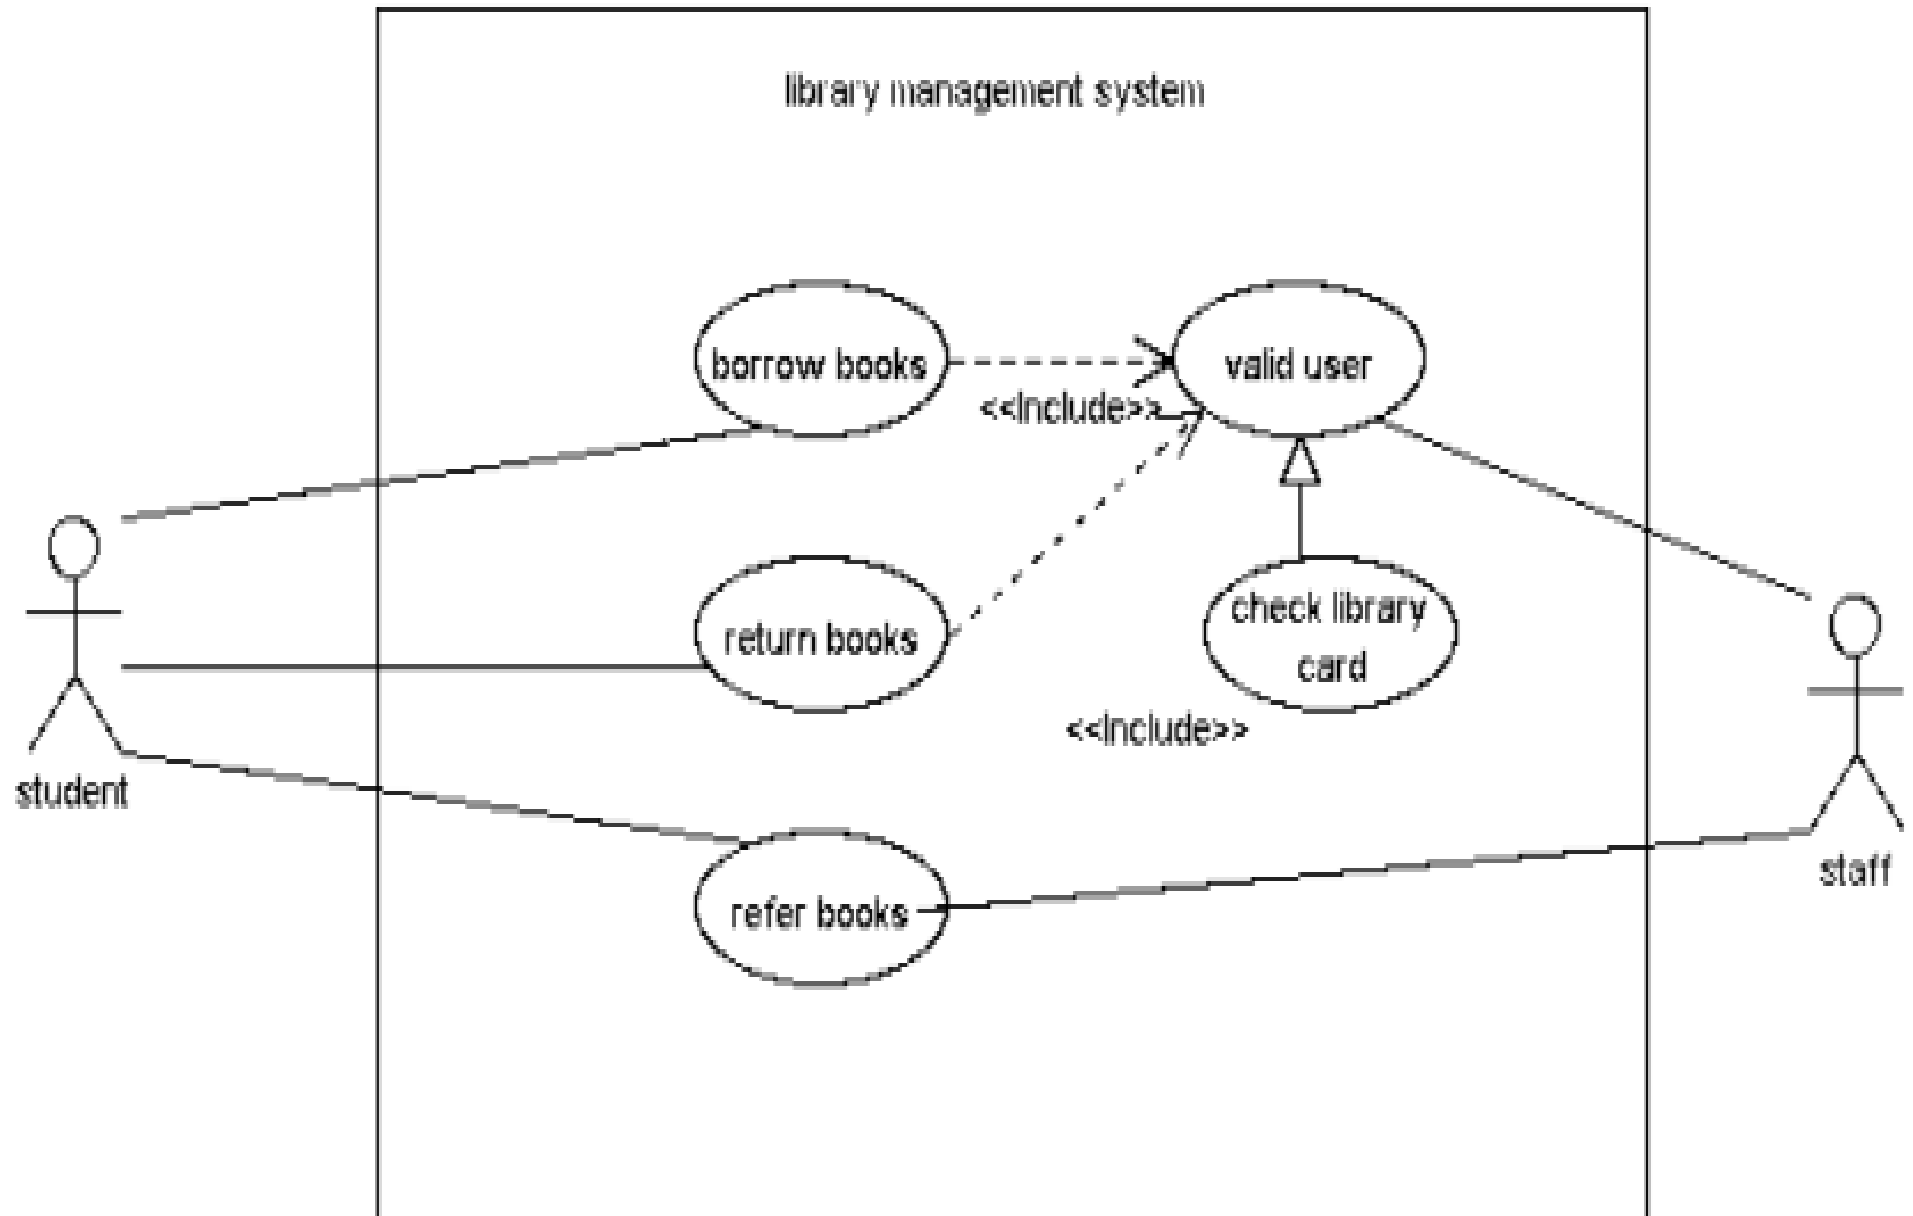 library management system
borrow books
valid user
<<Include>>
return books
check library
card
<<Include>>
student
refer books
staff